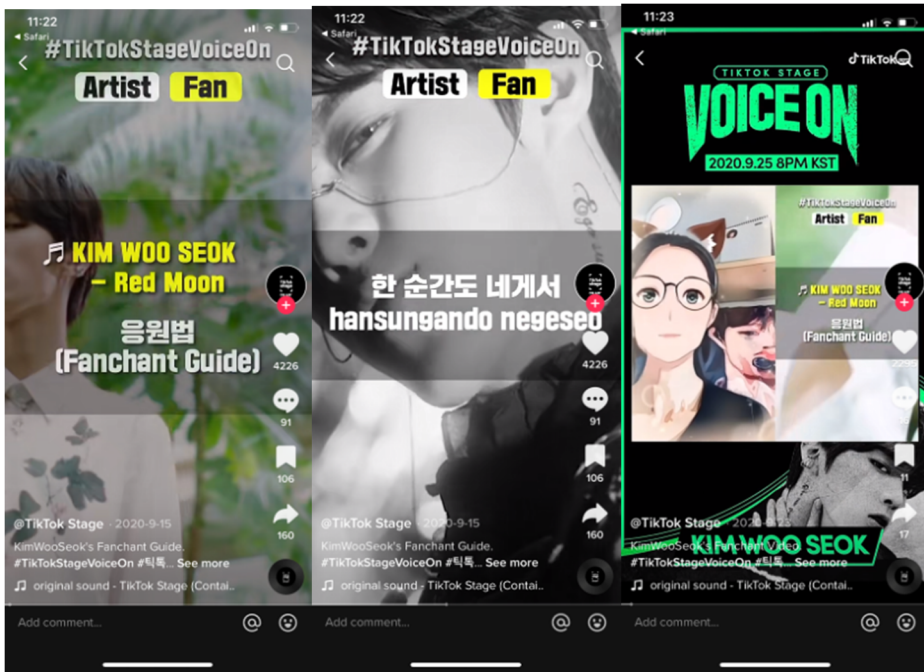 11:22
◄ Safari
#TikTokStageVoiceOn
Artist Fan
KIM WOO SEOK
– Red Moon
응원법
(Fanchant Guide)
4226
91
106
160
@TikTok Stage · 2020-9-15
KimWooSeok's Fanchant Guide.
#TikTokStageVoiceOn #틱톡... See more
original sound - TikTok Stage (Contai..
Add comment...
11:22
◄ Safari
#TikTokStageVoiceOn
Artist Fan
한 순간도 네게서
hansungando negeseo
4226
91
106
160
@TikTok Stage · 2020-9-15
KimWooSeok's Fanchant Guide.
#TikTokStageVoiceOn #틱톡... See more
original sound - TikTok Stage (Contai..
Add comment...
11:23
◄ Safari
TikTok
TIKTOK STAGE
VOICE ON
2020.9.25 8PM KST
#TikTokStageVoiceOn
Artist Fan
KIM WOO SEOK
– Red Moon
응원법
(Fanchant Guide)
11
17
@TikTok Stage
KIM WOO SEOK
KimWooSeok's Fanchant Video
#TikTokStageVoiceOn #틱톡... See more
original sound - TikTok Stage (Contai..
Add comment...